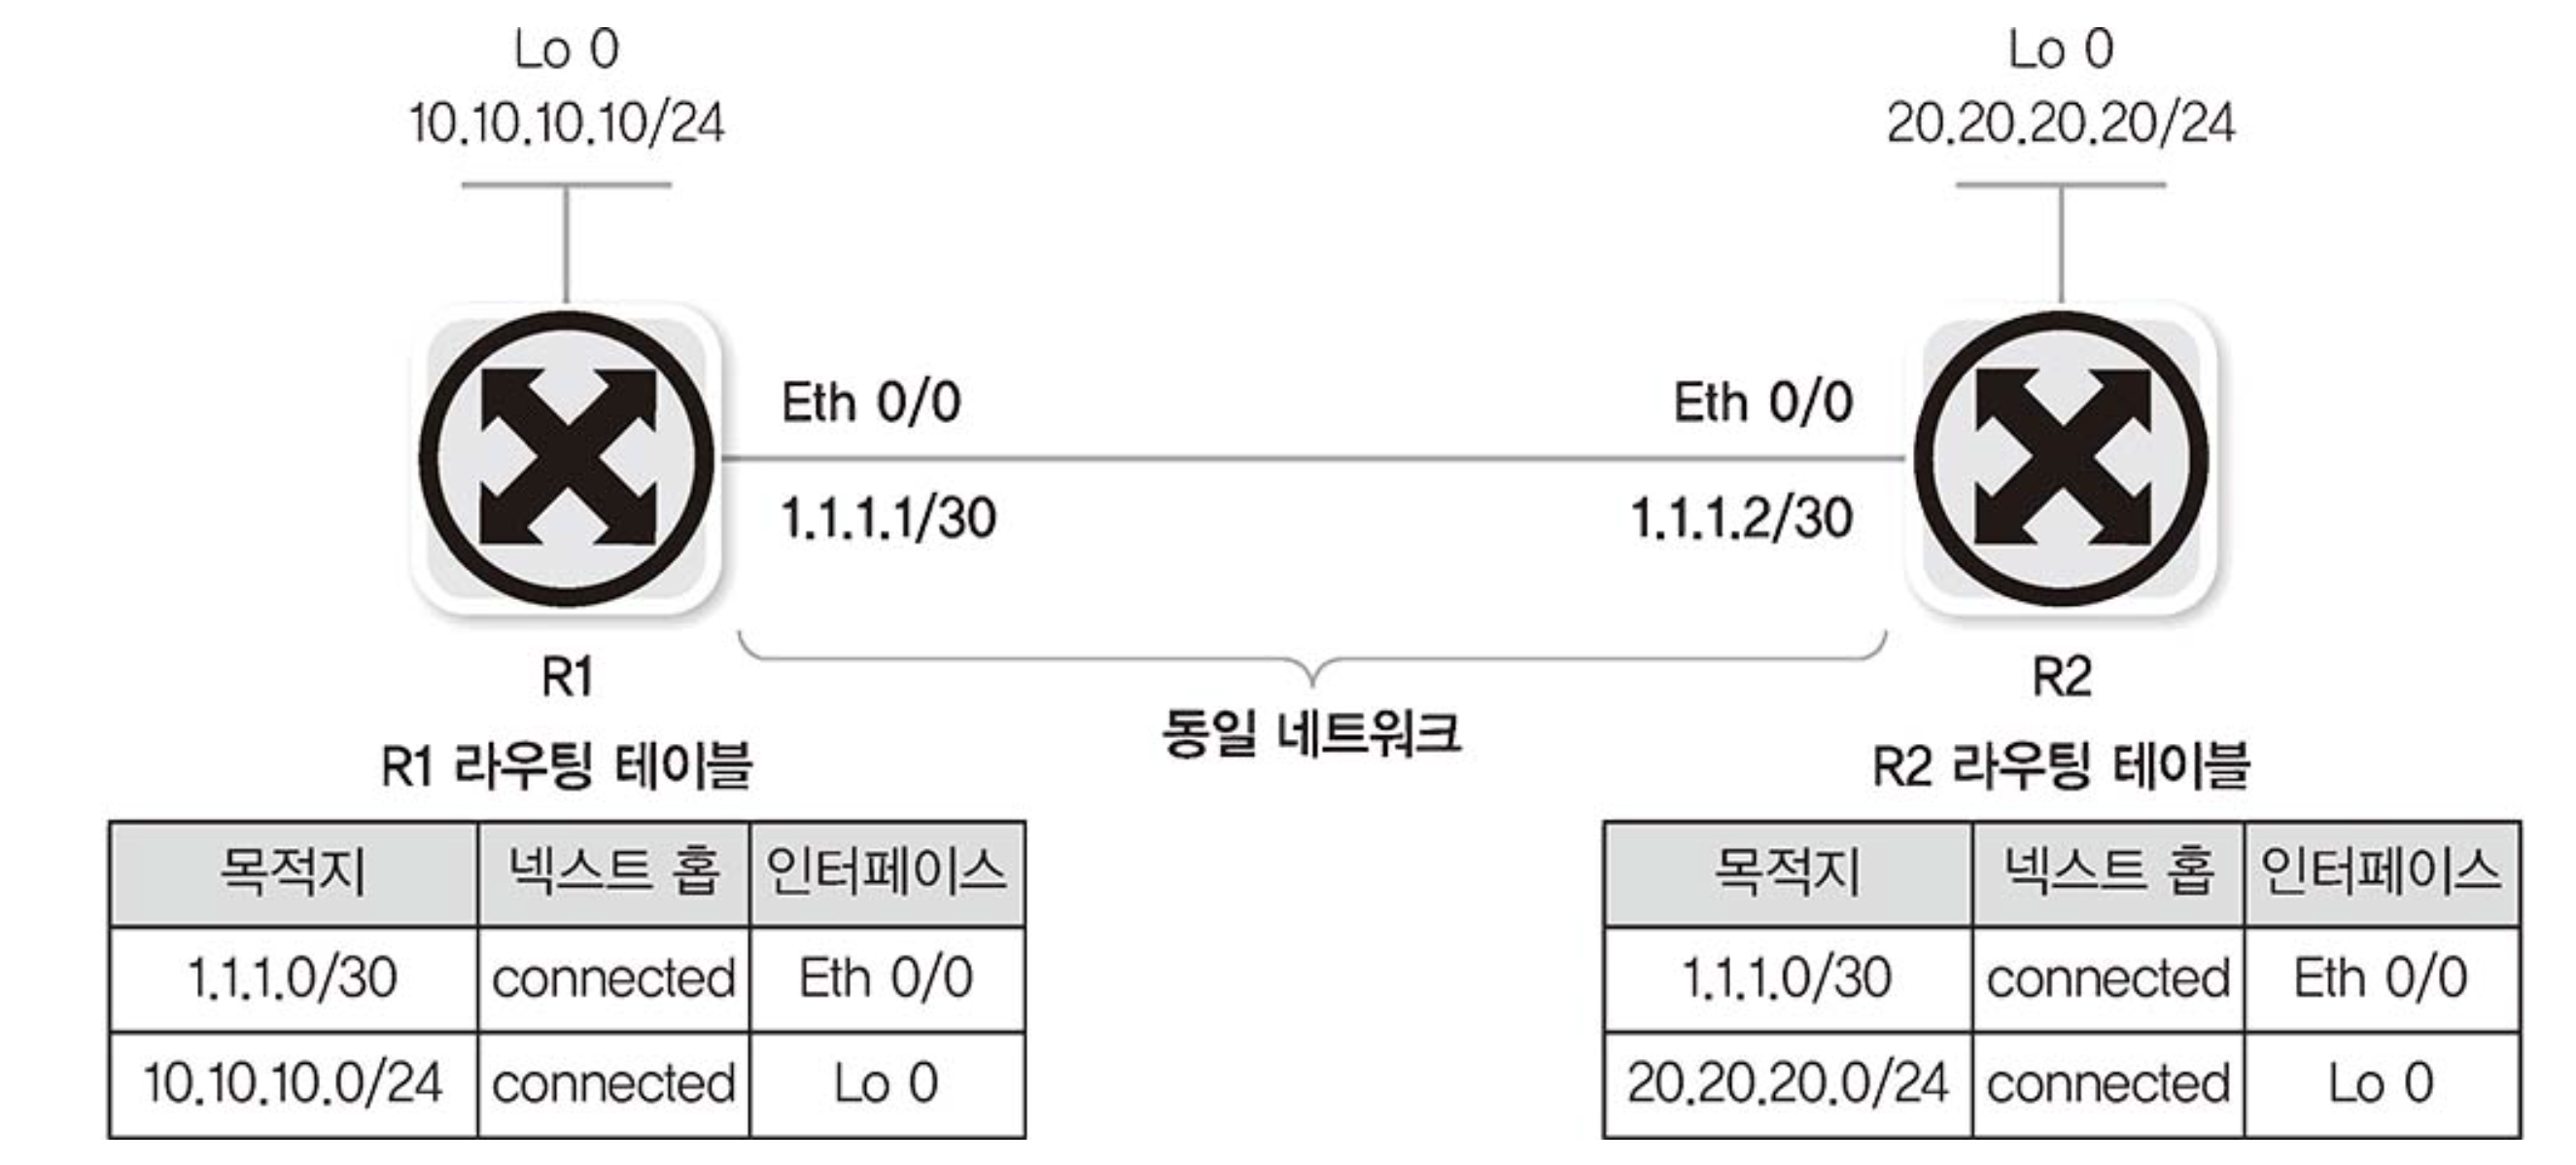 Lo 0
10.10.10.10/24
Lo 0
20.20.20.20/24
Eth 0/0
Eth 0/0
1.1.1.1/30
1.1.1.2/30
R1
R2
동일 네트워크
R1 라우팅 테이블
목적지 넥스트 홉 인터페이스
1.1.1.0/30 connected Eth 0/0
10.10.10.0/24 connected Lo 0
R2 라우팅 테이블
목적지 넥스트 홉 인터페이스
1.1.1.0/30 connected Eth 0/0
20.20.20.0/24 connected Lo 0